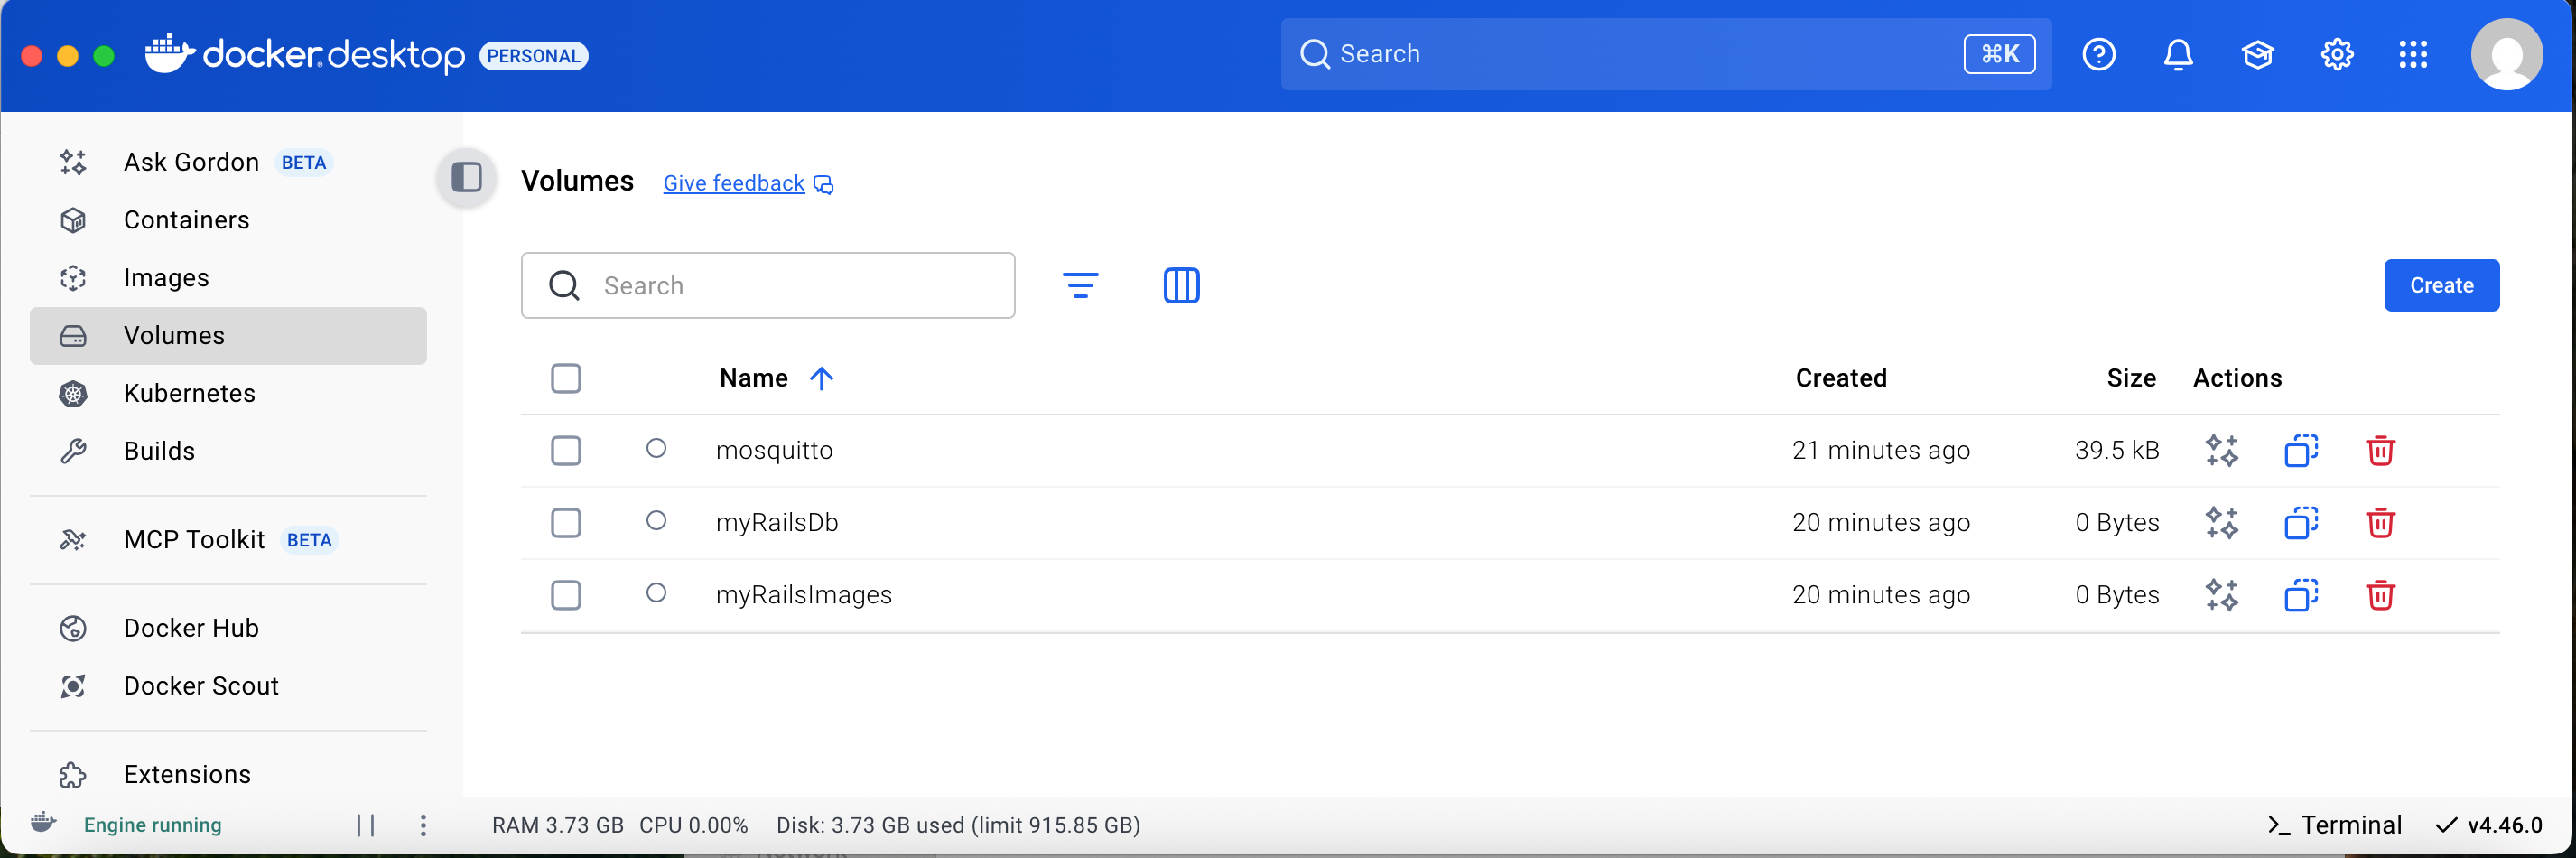 docker.desktop PERSONAL
Search ⌘K
Ask Gordon BETA
Containers
Images
Volumes
Kubernetes
Builds
MCP Toolkit BETA
Docker Hub
Docker Scout
Extensions
Volumes Give feedback
Search
Create
Name Created Size Actions
mosquitto 21 minutes ago 39.5 kB
myRailsDb 20 minutes ago 0 Bytes
myRailsImages 20 minutes ago 0 Bytes
Engine running RAM 3.73 GB CPU 0.00% Disk: 3.73 GB used (limit 915.85 GB) Terminal v4.46.0